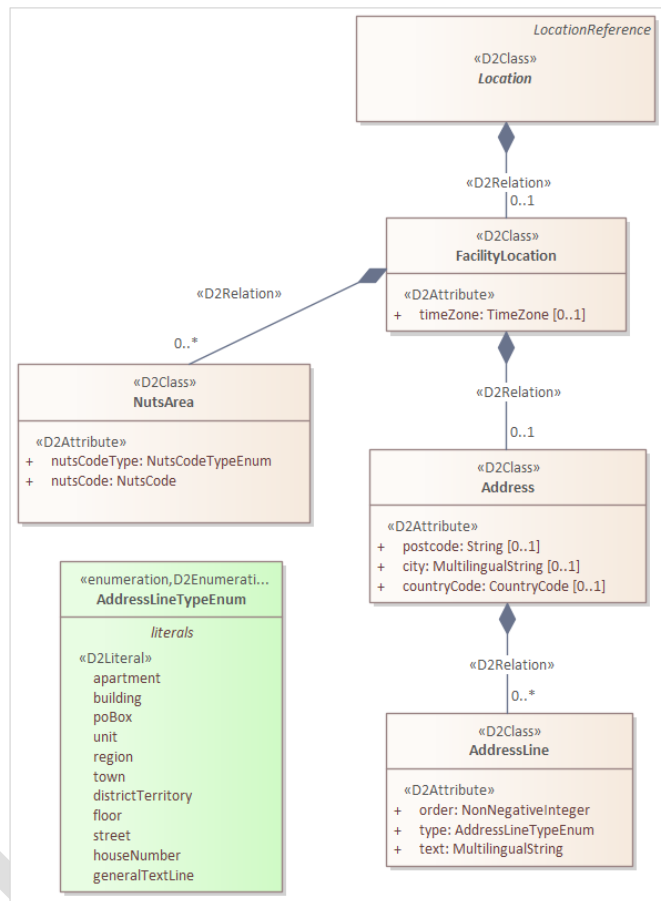 LocationReference
«D2Class»
Location
«D2Relation»
0..1
«D2Class»
FacilityLocation
«D2Attribute»
+ timeZone: TimeZone [0..1]
«D2Relation»
0..*
«D2Class»
NutsArea
«D2Attribute»
+ nutsCodeType: NutsCodeTypeEnum
+ nutsCode: NutsCode
«D2Relation»
0..1
«D2Class»
Address
«D2Attribute»
+ postcode: String [0..1]
+ city: MultilingualString [0..1]
+ countryCode: CountryCode [0..1]
«enumeration,D2Enumerati...
AddressLineTypeEnum
literals
«D2Literal»
apartment
building
poBox
unit
region
town
districtTerritory
floor
street
houseNumber
generalTextLine
«D2Relation»
0..*
«D2Class»
AddressLine
«D2Attribute»
+ order: NonNegativeInteger
+ type: AddressLineTypeEnum
+ text: MultilingualString